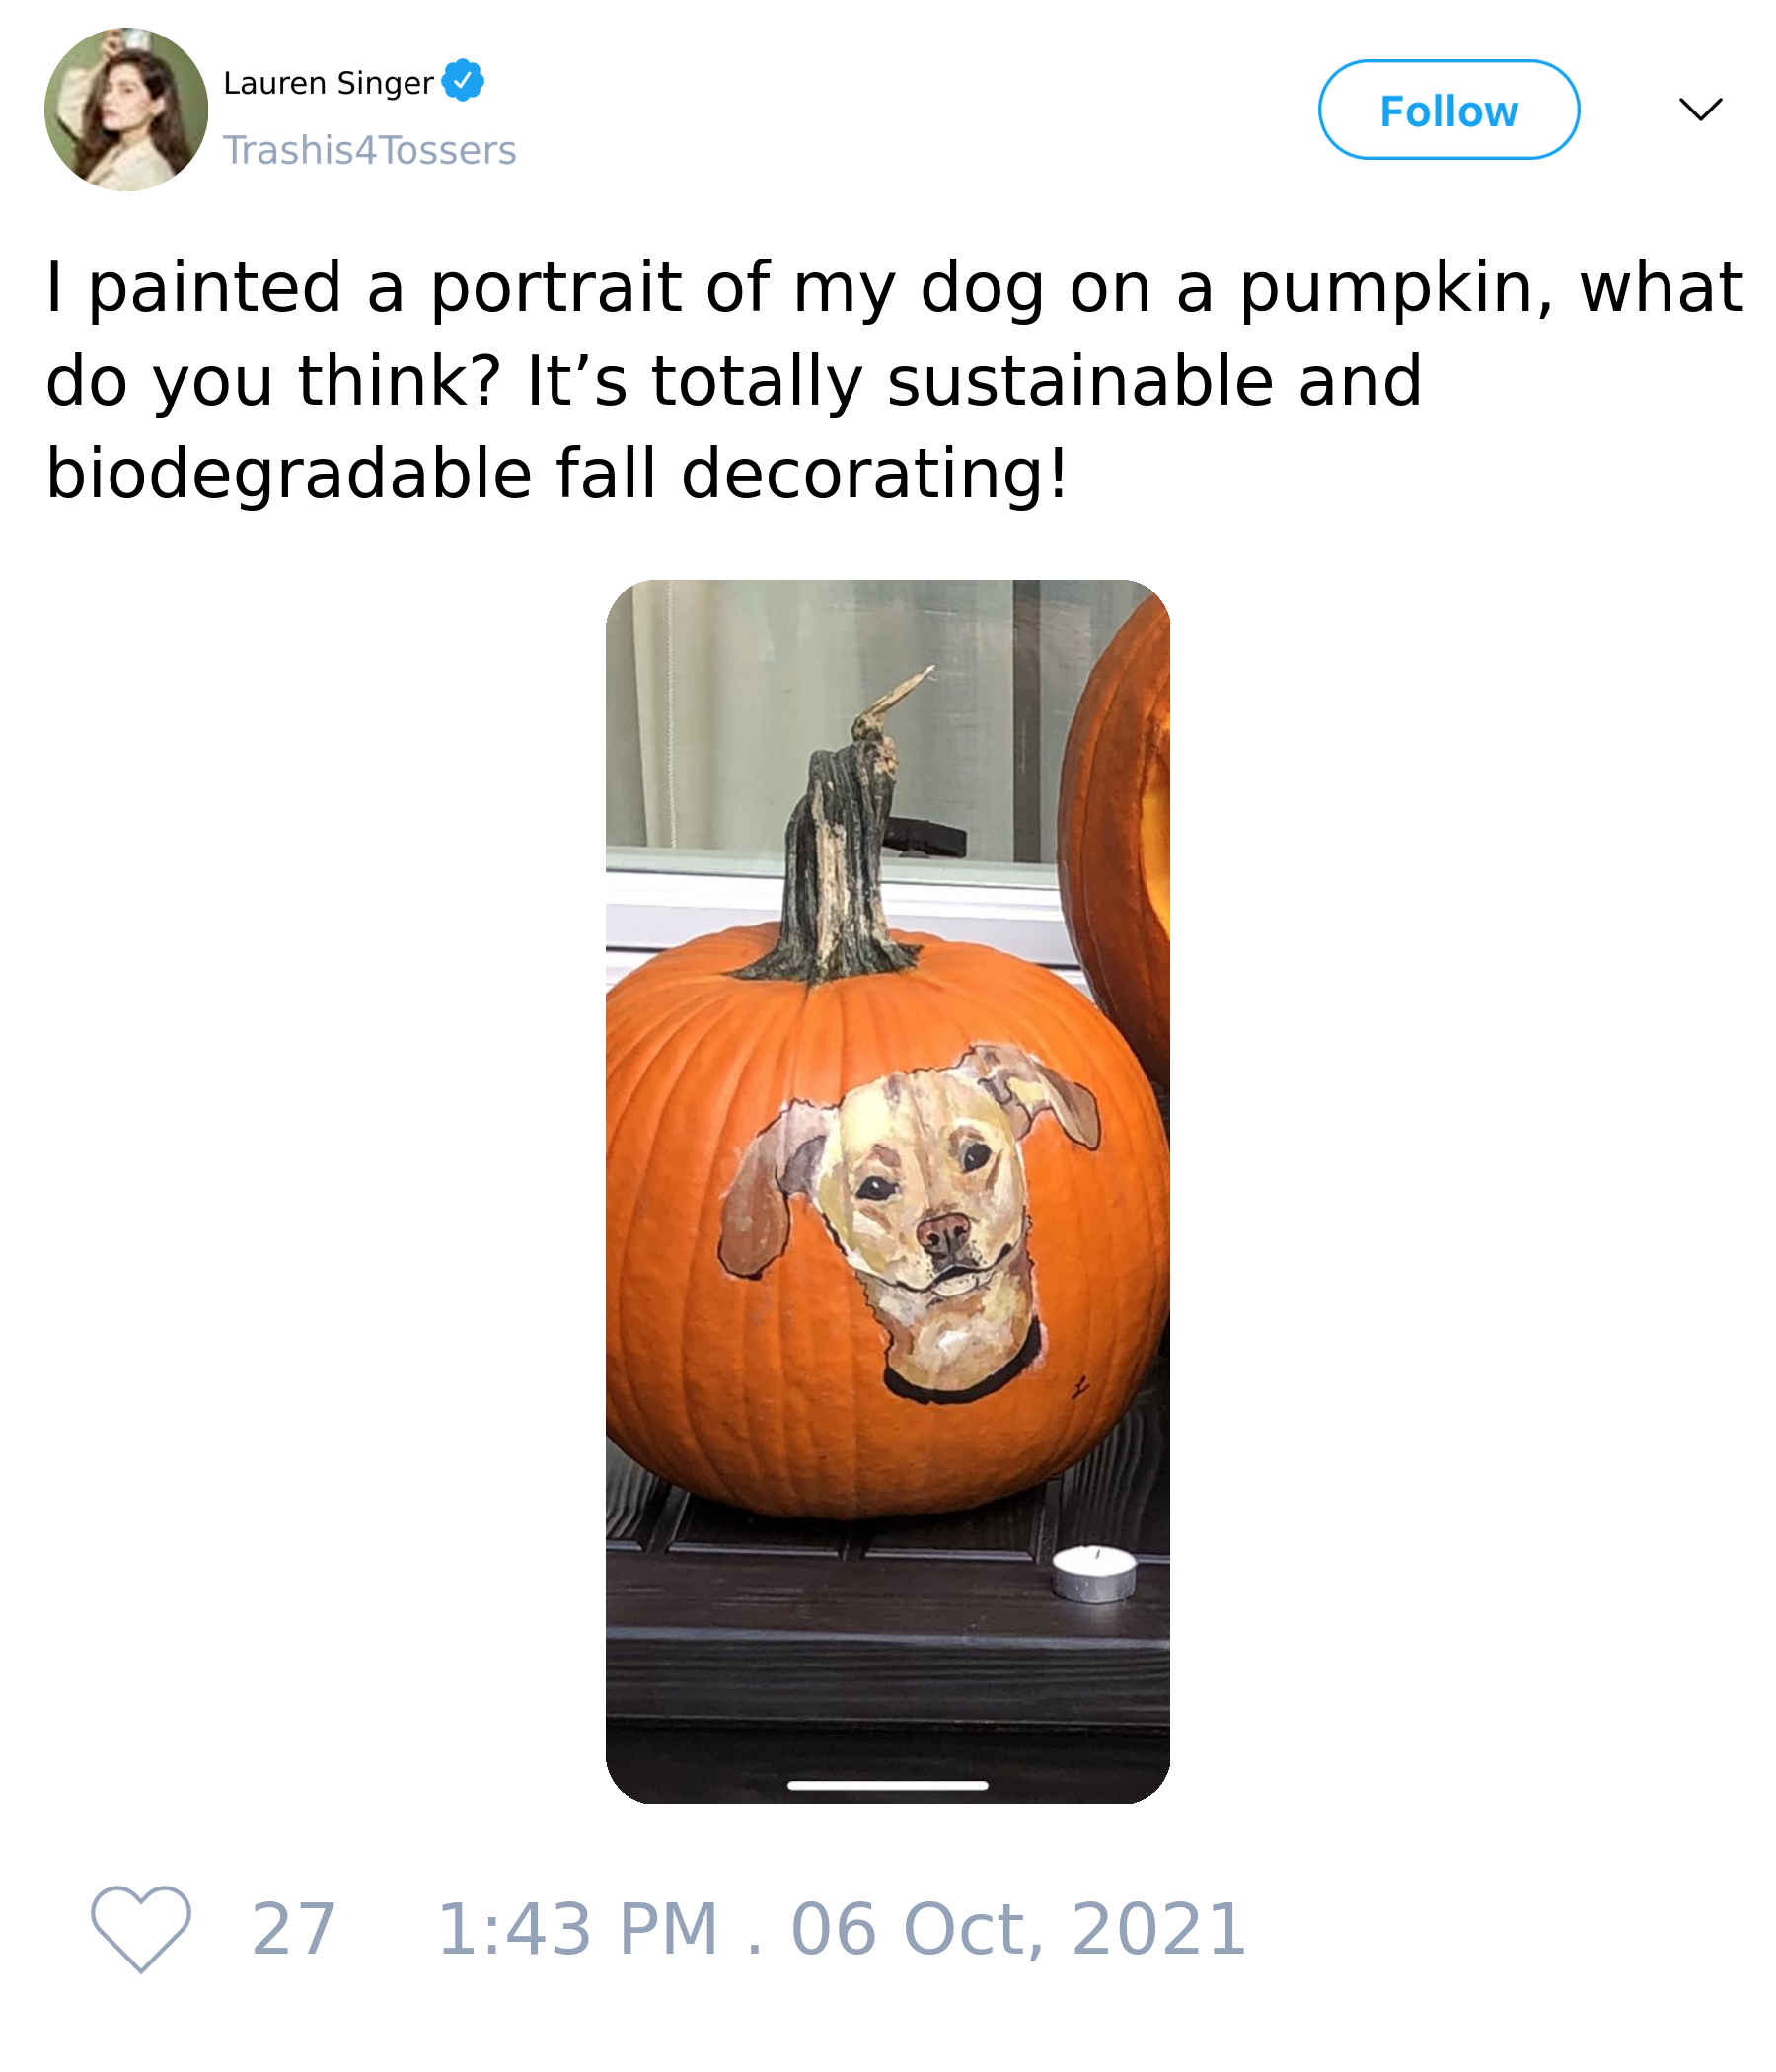 Lauren Singer
Trashis4Tossers
Follow
I painted a portrait of my dog on a pumpkin, what
do you think? It’s totally sustainable and
biodegradable fall decorating!
27 1:43 PM . 06 Oct, 2021